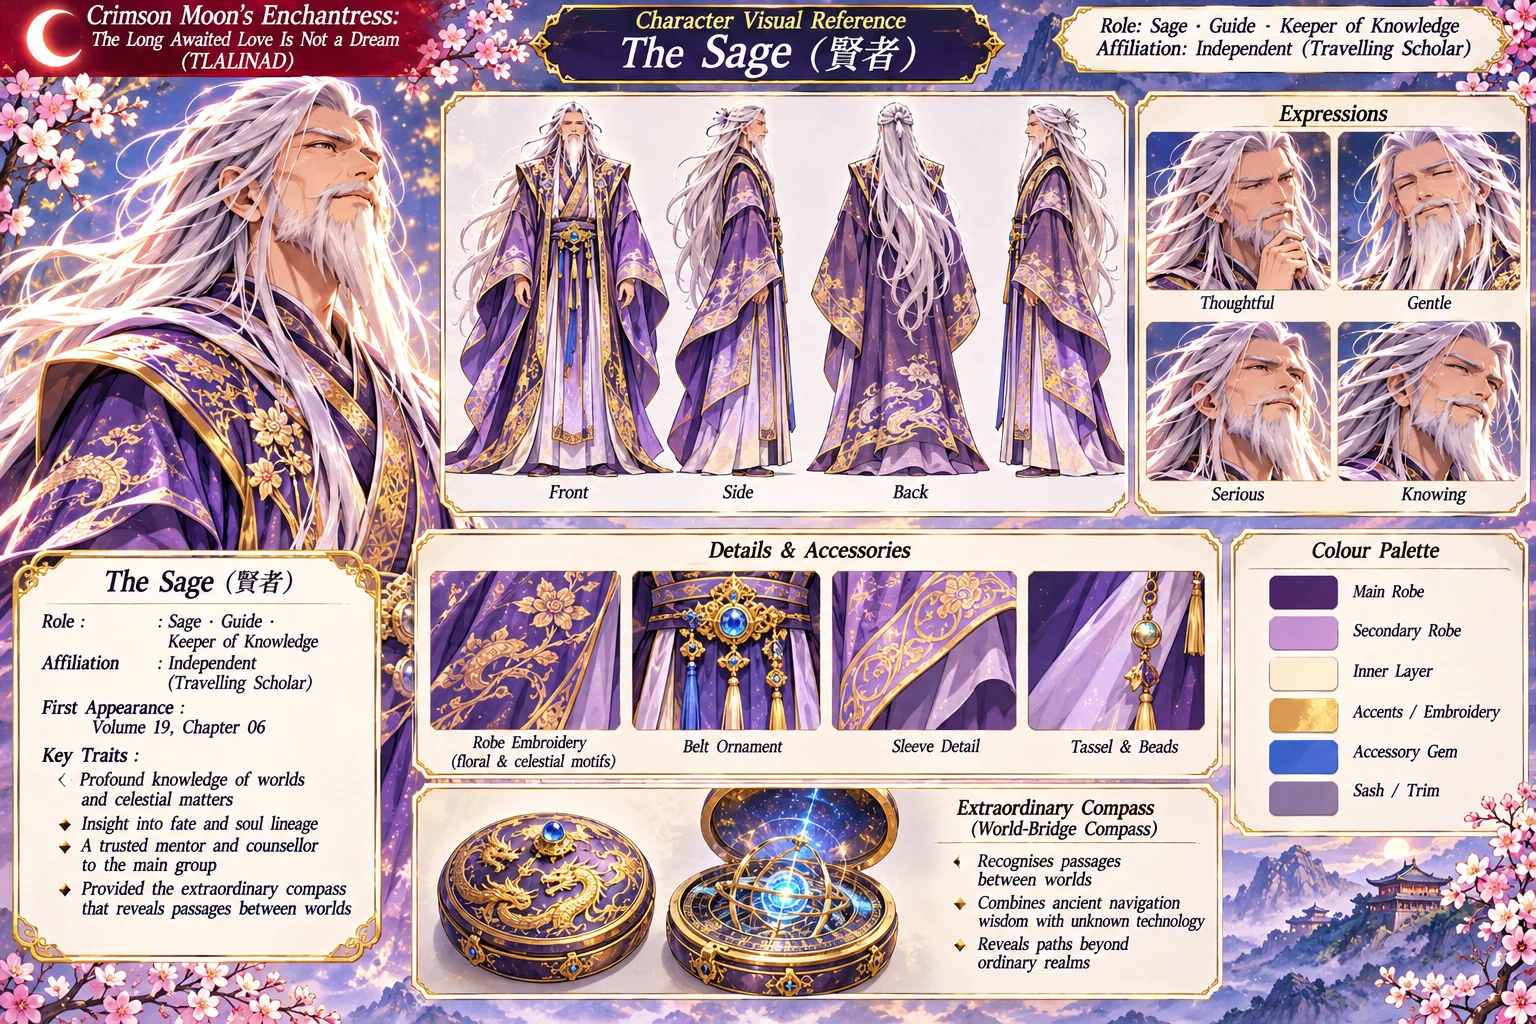 Crimson Moon's Enchantress:
The Long Awaited Love Is Not a Dream
(TLALINAD)
Character Visual Reference
The Sage (賢者)
Role: Sage · Guide · Keeper of Knowledge
Affiliation: Independent (Travelling Scholar)
Front
Side
Back
Expressions
Thoughtful
Gentle
Serious
Knowing
The Sage (賢者)
Role : : Sage · Guide ·
Keeper of Knowledge
Affiliation : Independent
(Travelling Scholar)
First Appearance :
Volume 19, Chapter 06
Key Traits :
Profound knowledge of worlds
and celestial matters
Insight into fate and soul lineage
A trusted mentor and counsellor
to the main group
Provided the extraordinary compass
that reveals passages between worlds
Details & Accessories
Robe Embroidery
(floral & celestial motifs)
Belt Ornament
Sleeve Detail
Tassel & Beads
Colour Palette
Main Robe
Secondary Robe
Inner Layer
Accents / Embroidery
Accessory Gem
Sash / Trim
Extraordinary Compass
(World-Bridge Compass)
Recognises passages
between worlds
Combines ancient navigation
wisdom with unknown technology
Reveals paths beyond
ordinary realms